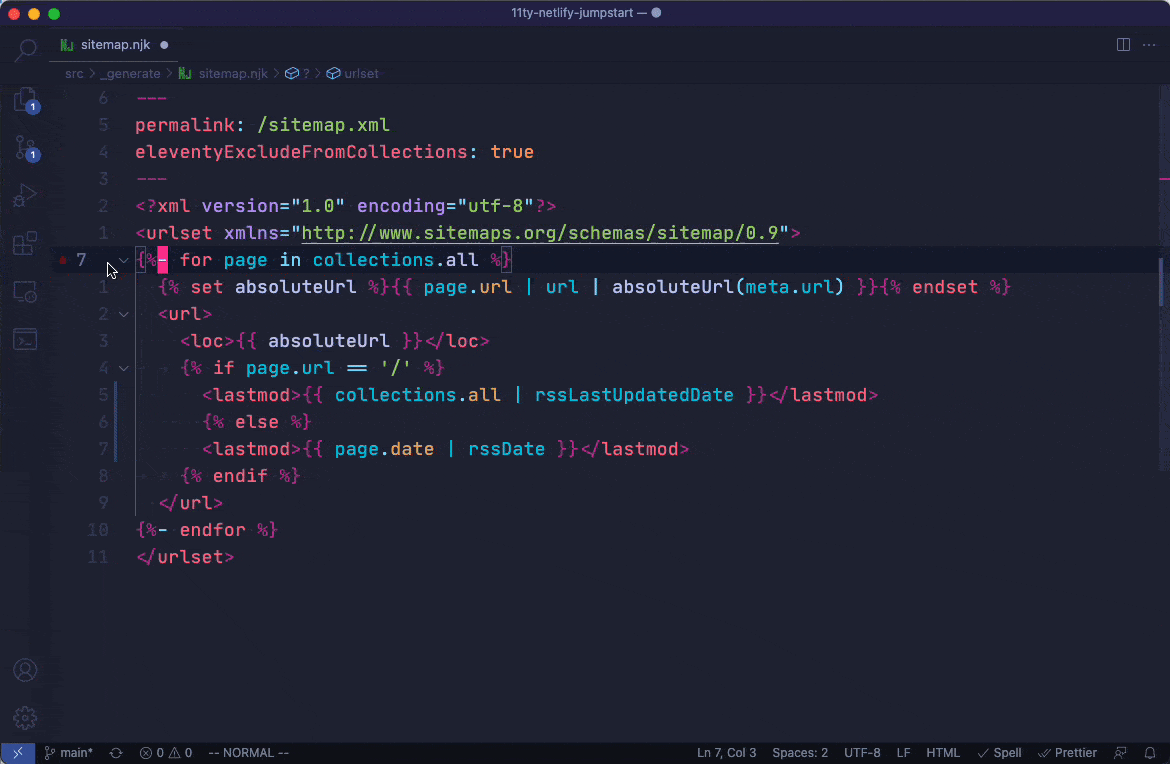 11ty-netlify-jumpstart — ●
sitemap.njk ●
src > _generate > sitemap.njk > ? > urlset
6 ---
5 permalink: /sitemap.xml
4 eleventyExcludeFromCollections: true
3 ---
2 <?xml version="1.0" encoding="utf-8"?>
1 <urlset xmlns="http://www.sitemaps.org/schemas/sitemap/0.9">
7 {%- for page in collections.all %}
1 {% set absoluteUrl %}{{ page.url | url | absoluteUrl(meta.url) }}{% endset %}
2 <url>
3 <loc>{{ absoluteUrl }}</loc>
4 {% if page.url == '/' %}
5 <lastmod>{{ collections.all | rssLastUpdatedDate }}</lastmod>
6 {% else %}
7 <lastmod>{{ page.date | rssDate }}</lastmod>
8 {% endif %}
9 </url>
10 {%- endfor %}
11 </urlset>
1
1
main* 0 0 -- NORMAL -- Ln 7, Col 3 Spaces: 2 UTF-8 LF HTML Spell Prettier